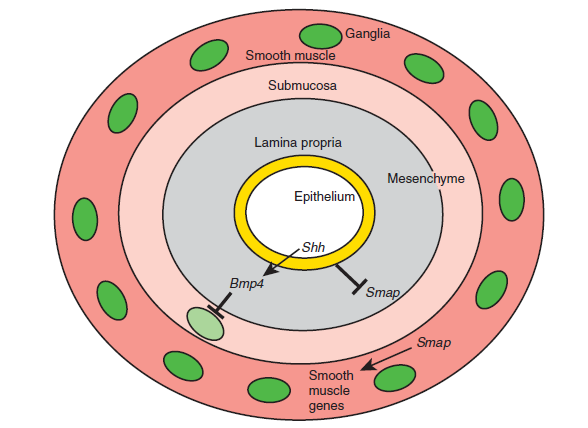 Ganglia
Smooth muscle
Submucosa
Lamina propria
Mesenchyme
Epithelium
Shh
Bmp4
Smap
Smap
Smooth
muscle
genes